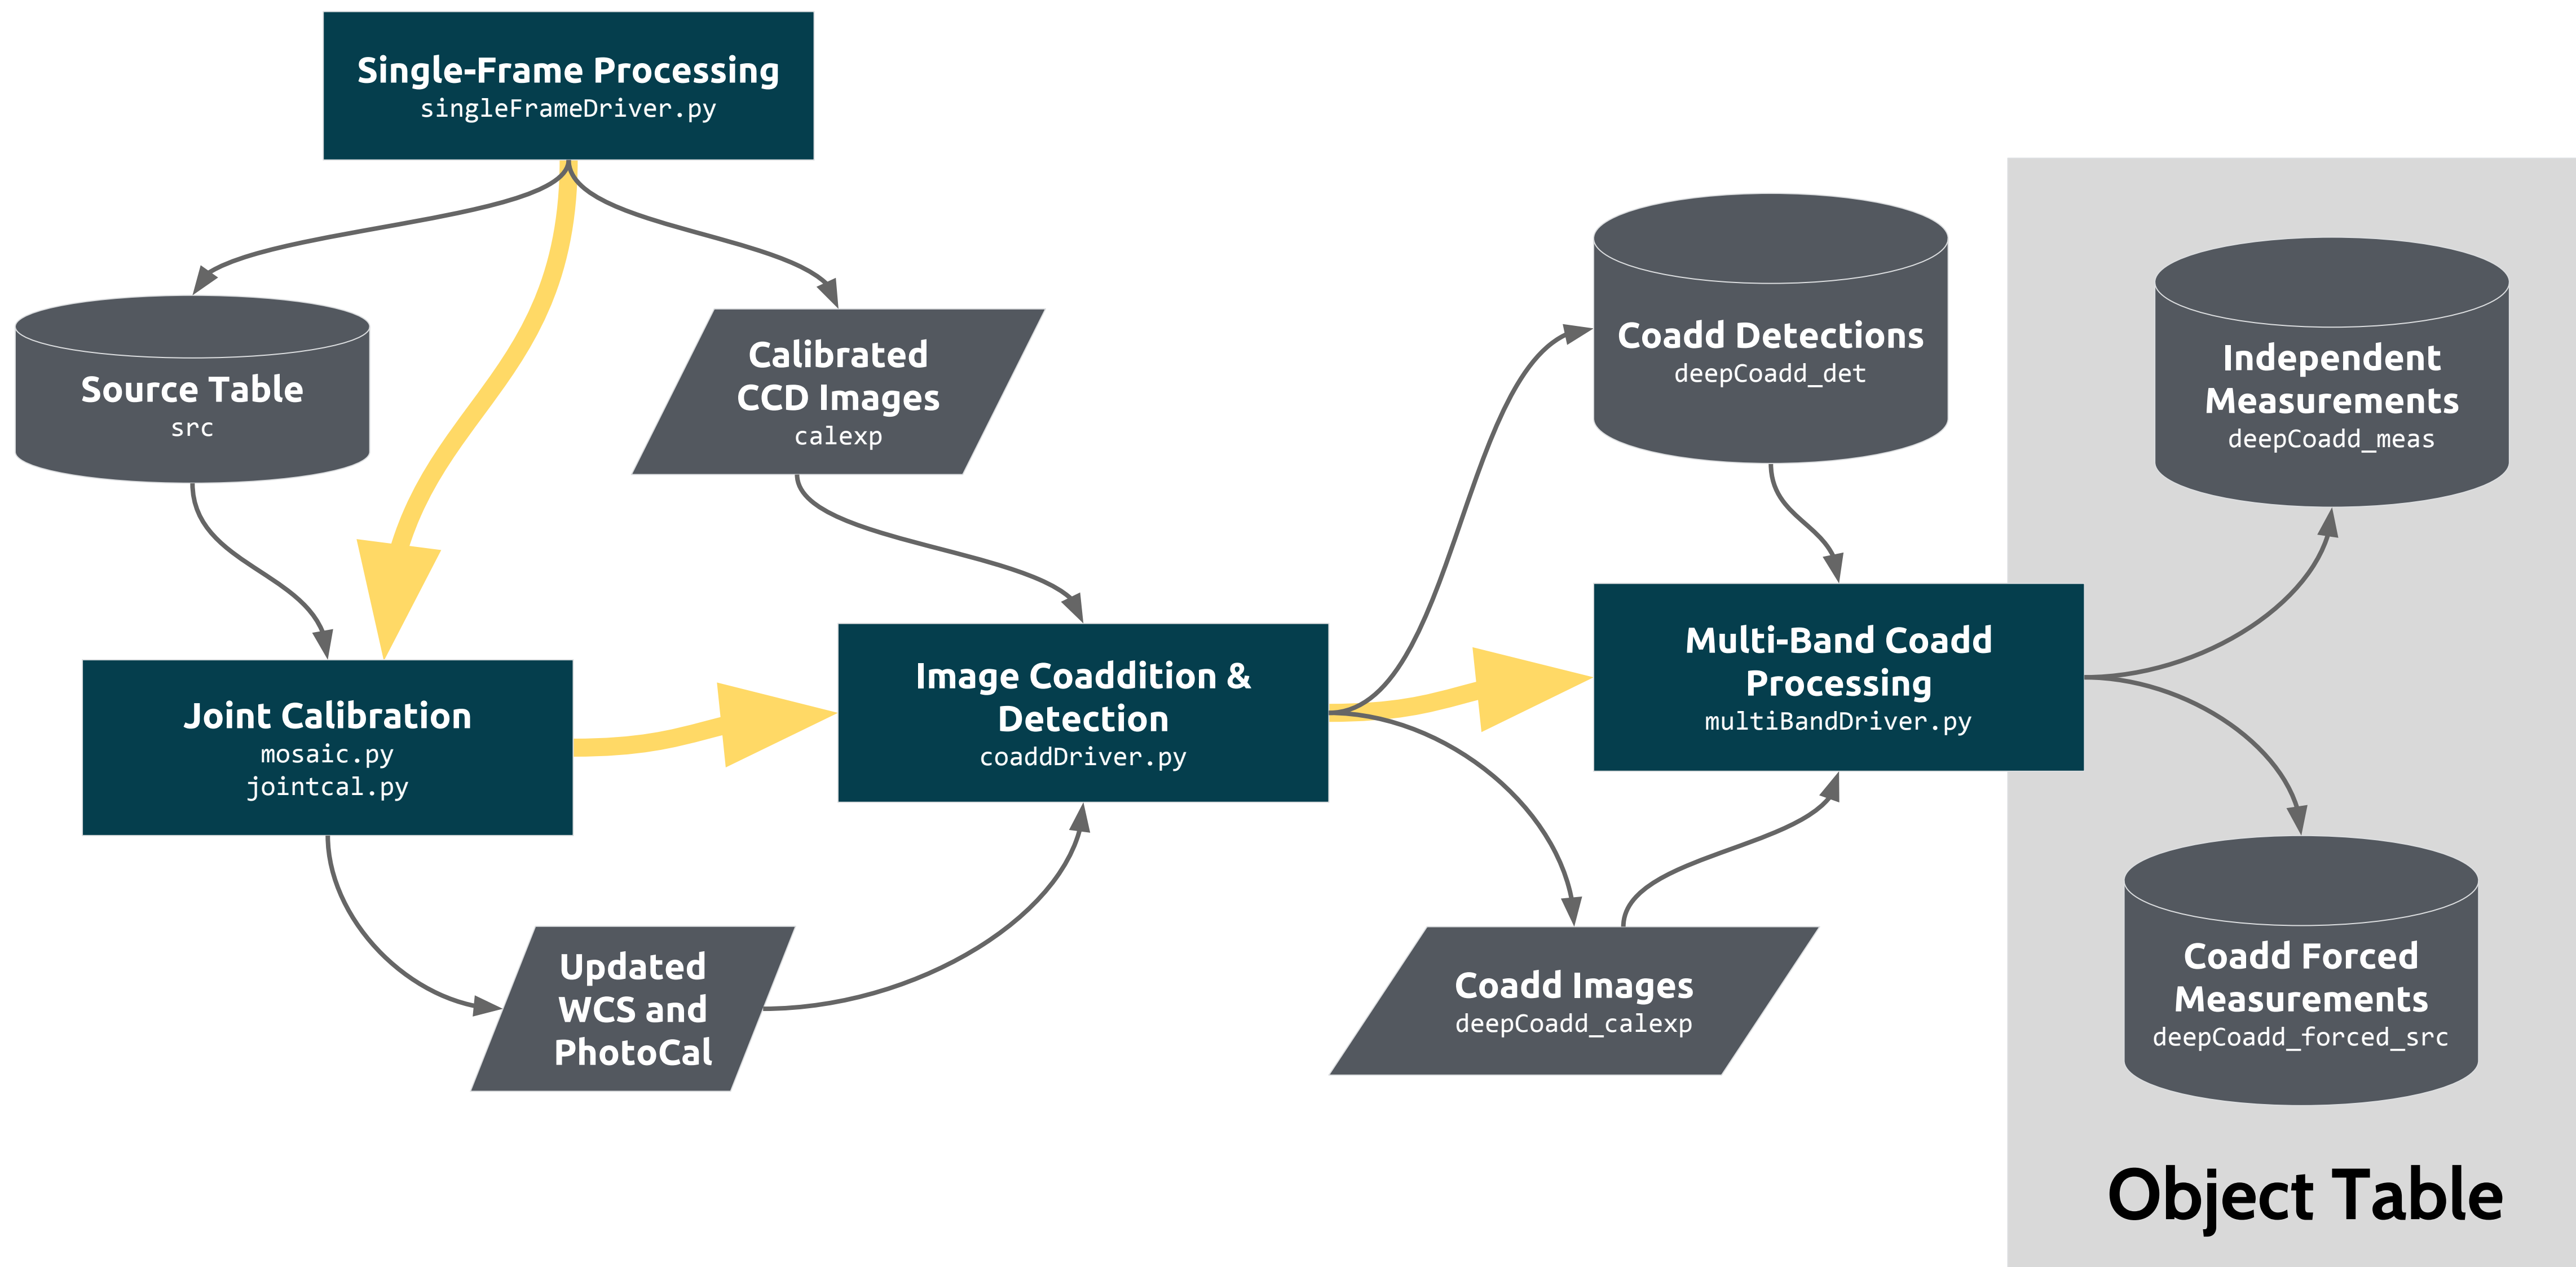 Single-Frame Processing
singleFrameDriver.py
Source Table
src
Calibrated
CCD Images
calexp
Joint Calibration
mosaic.py
jointcal.py
Updated
WCS and
PhotoCal
Image Coaddition &
Detection
coaddDriver.py
Coadd Detections
deepCoadd_det
Multi-Band Coadd
Processing
multiBandDriver.py
Coadd Images
deepCoadd_calexp
Independent
Measurements
deepCoadd_meas
Coadd Forced
Measurements
deepCoadd_forced_src
Object Table